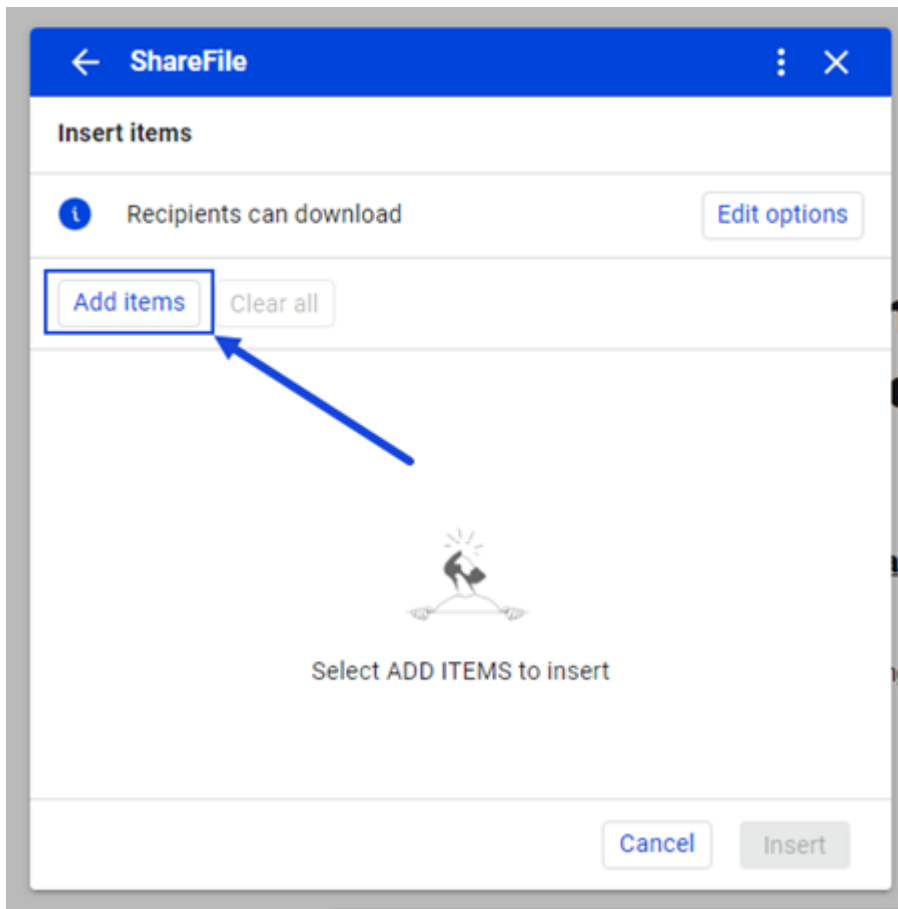 ShareFile
Insert items
Recipients can download
Edit options
Add items
Clear all
Select ADD ITEMS to insert
Cancel
Insert